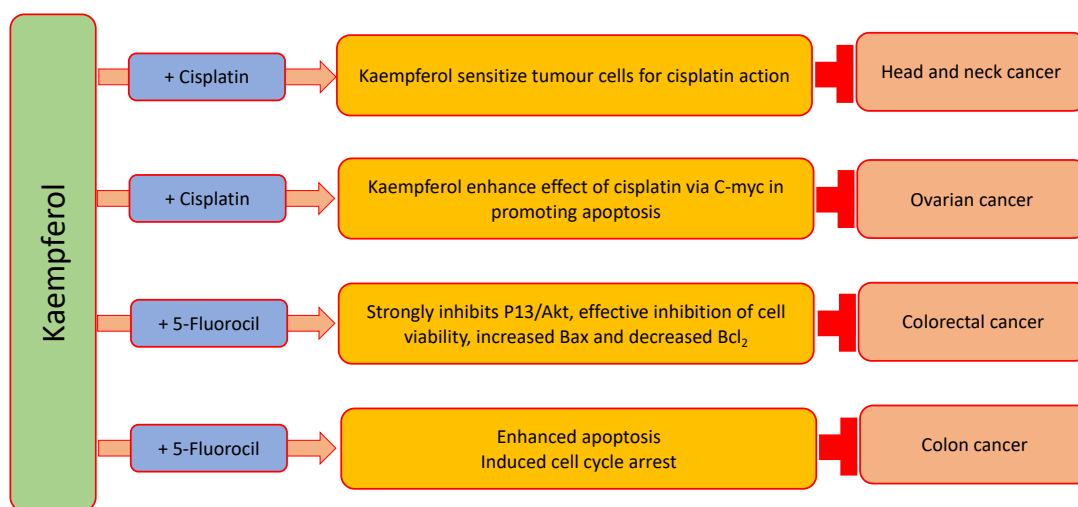 Kaempferol
+ Cisplatin
Kaempferol sensitize tumour cells for cisplatin action
Head and neck cancer
+ Cisplatin
Kaempferol enhance effect of cisplatin via C-myc in
promoting apoptosis
Ovarian cancer
+ 5-Fluorocil
Strongly inhibits P13/Akt, effective inhibition of cell
viability, increased Bax and decreased Bcl₂
Colorectal cancer
+ 5-Fluorocil
Enhanced apoptosis
Induced cell cycle arrest
Colon cancer